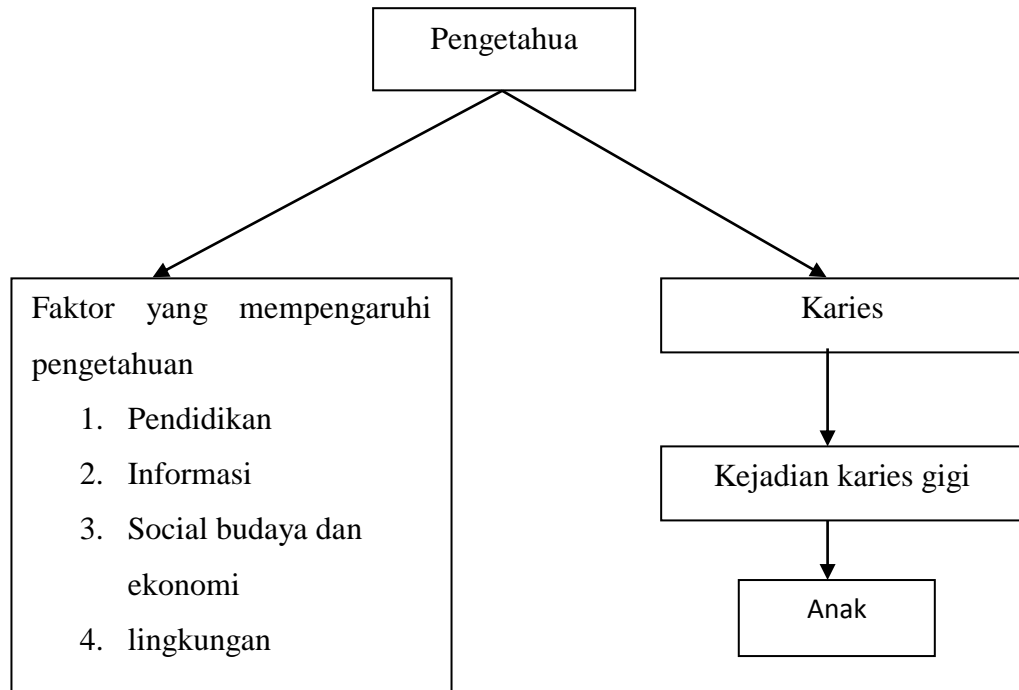 Pengetahua
Faktor yang mempengaruhi
pengetahuan
1. Pendidikan
2. Informasi
3. Social budaya dan
ekonomi
4. lingkungan
Karies
Kejadian karies gigi
Anak